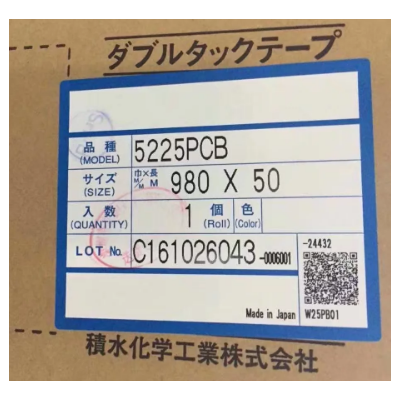 ダブルタックテープ
品種 (MODEL) 5225PCB
サイズ (SIZE) 巾×長 M/M M 980 X 50
入数 (QUANTITY) 1 個 (Roll) 色 (Color)
LOT No. C161026043-0006001
-24432
Made in Japan W25PB01
積水化学工業株式会社